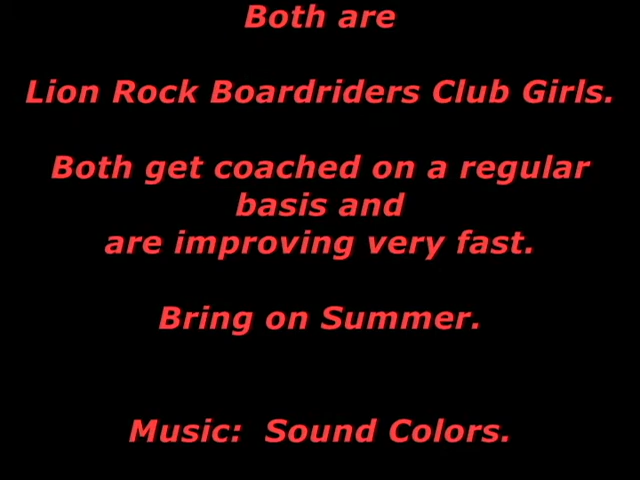 Both are
Lion Rock Boardriders Club Girls.
Both get coached on a regular
basis and
are improving very fast.
Bring on Summer.
Music:  Sound Colors.